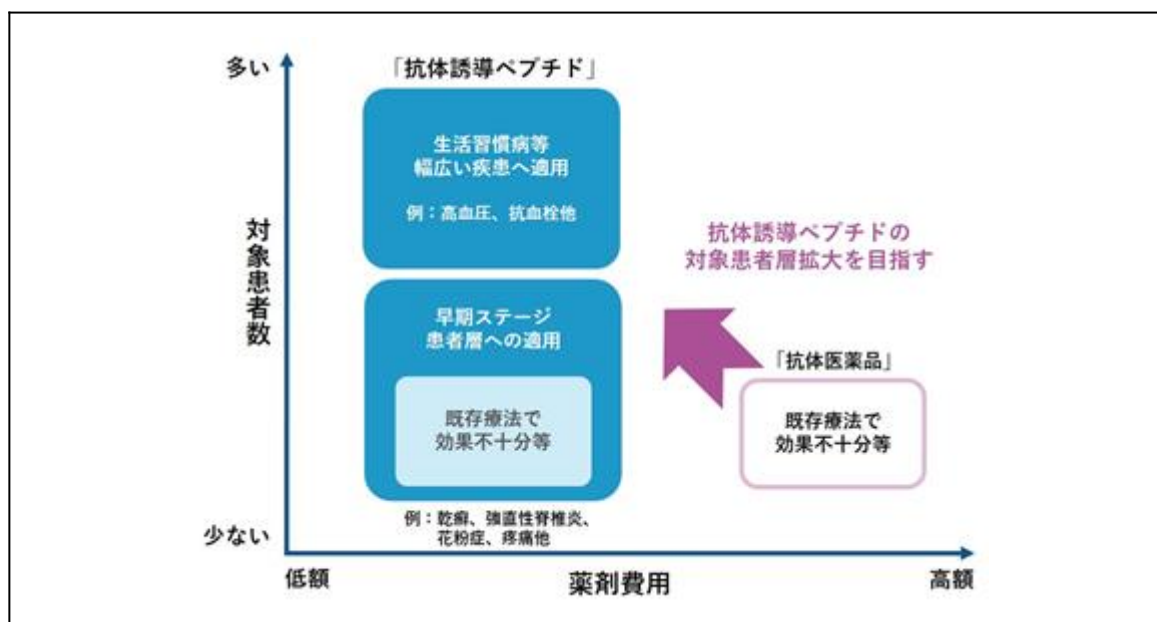 多い
「抗体誘導ペプチド」
生活習慣病等
幅広い疾患へ適用
例：高血圧、抗血栓他
対象患者数
抗体誘導ペプチドの
対象患者層拡大を目指す
早期ステージ
患者層への適用
「抗体医薬品」
既存療法で
効果不十分等
既存療法で
効果不十分等
例：乾癬、強直性脊椎炎、
花粉症、疼痛他
少ない
低額
薬剤費用
高額